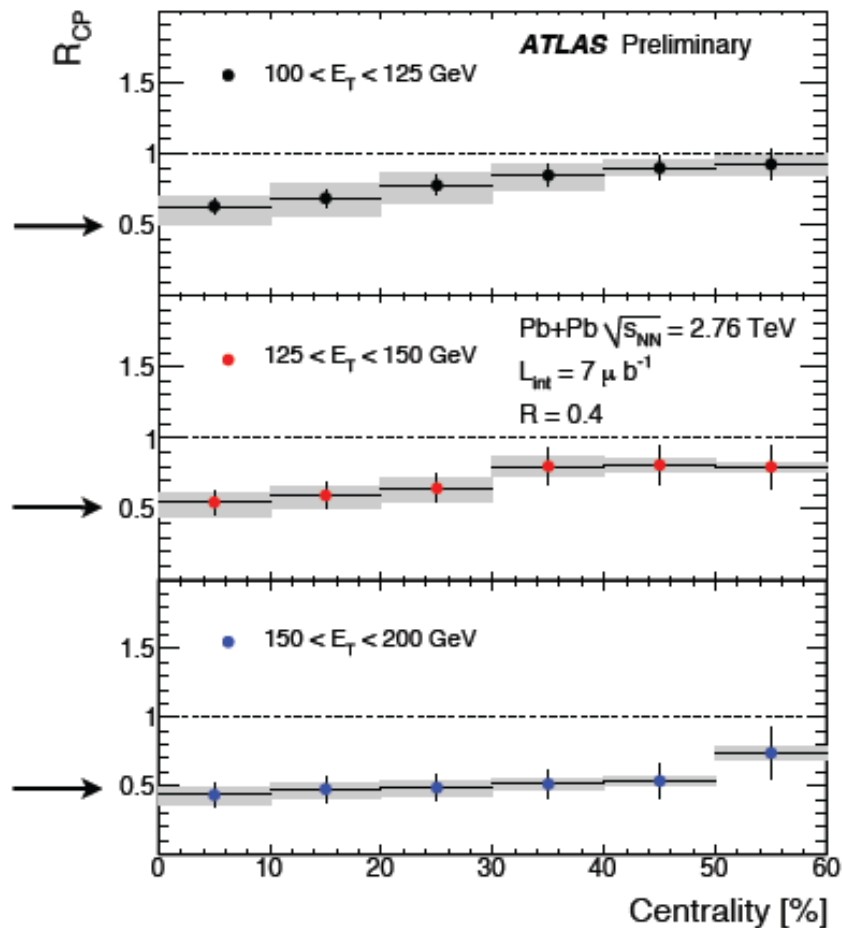 R_CP
ATLAS Preliminary
100 < E_T < 125 GeV
1.5
1
0.5
Pb+Pb √s_NN = 2.76 TeV
125 < E_T < 150 GeV
L_int = 7 μ b^-1
R = 0.4
1.5
1
0.5
150 < E_T < 200 GeV
1.5
1
0.5
0 10 20 30 40 50 60
Centrality [%]